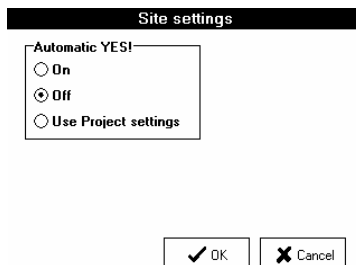 Site settings
Automatic YES!
On
Off
Use Project settings
OK
Cancel